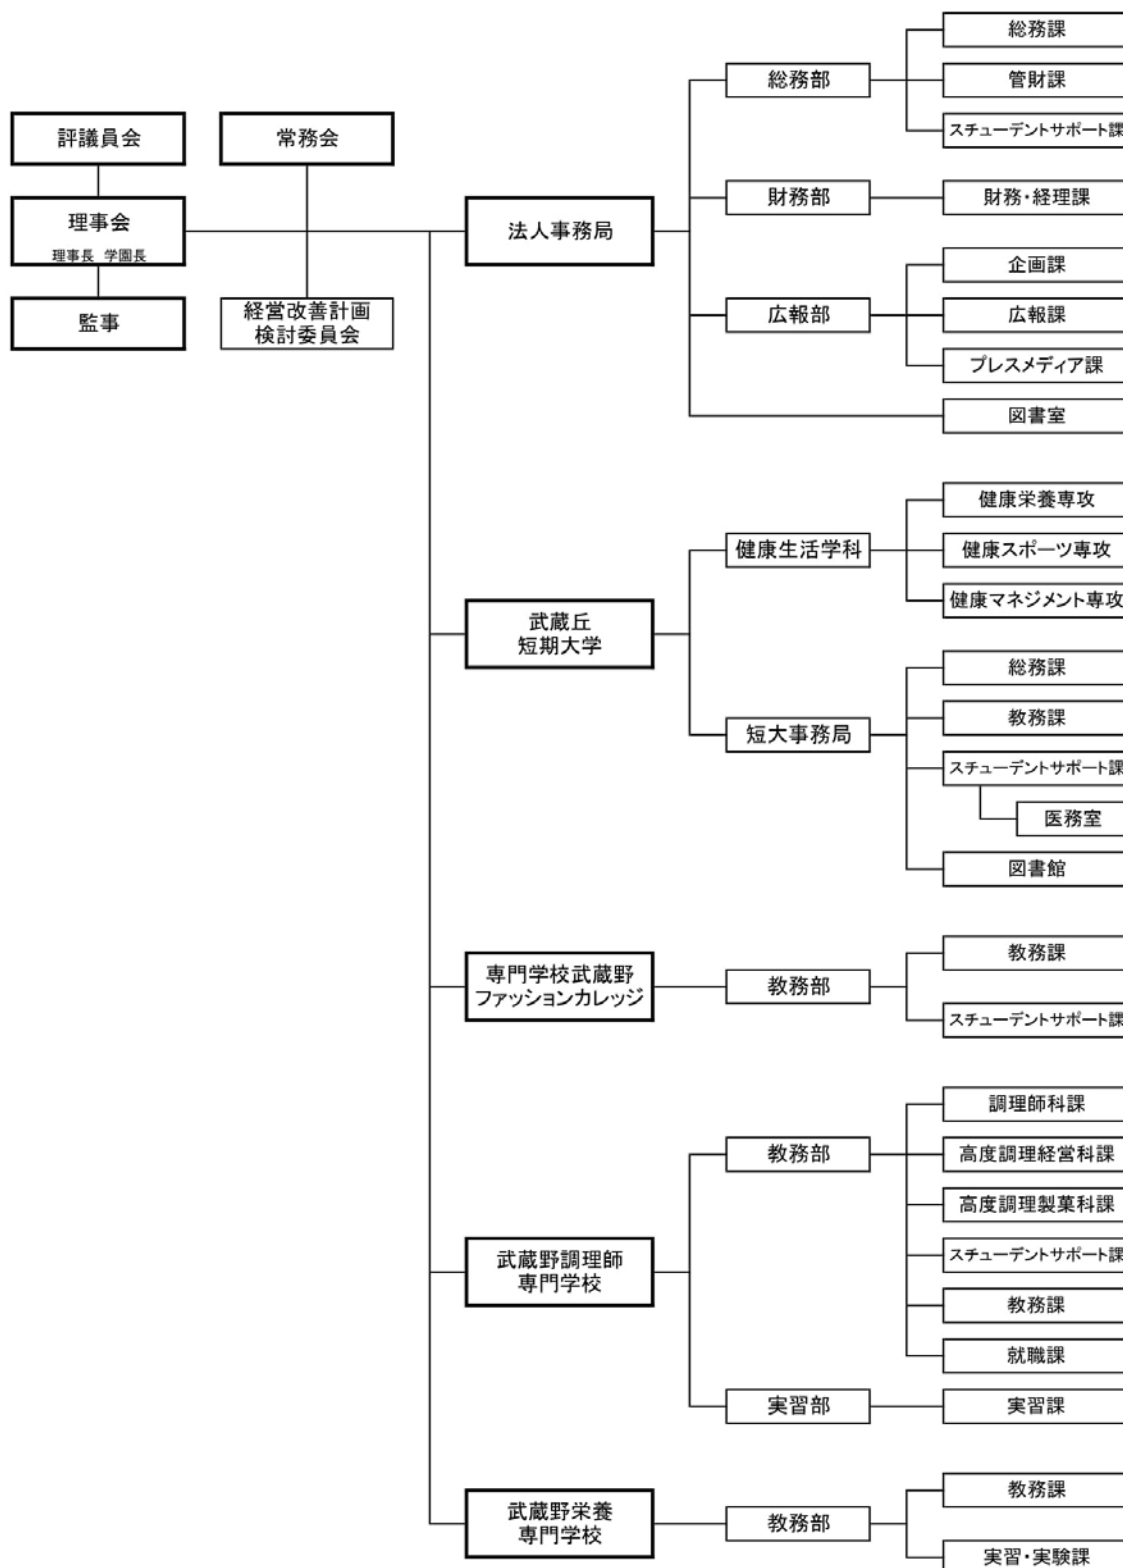 評議員会
理事会
理事長 学園長
監事
常務会
経営改善計画
検討委員会
法人事務局
総務部
総務課
管財課
スチューデントサポート課
財務部
財務・経理課
広報部
企画課
広報課
プレスメディア課
図書室
武蔵丘
短期大学
健康生活学科
健康栄養専攻
健康スポーツ専攻
健康マネジメント専攻
短大事務局
総務課
教務課
スチューデントサポート課
医務室
図書館
専門学校武蔵野
ファッションカレッジ
教務部
教務課
スチューデントサポート課
武蔵野調理師
専門学校
教務部
調理師科課
高度調理経営科課
高度調理製菓科課
スチューデントサポート課
教務課
就職課
実習部
実習課
武蔵野栄養
専門学校
教務部
教務課
実習・実験課